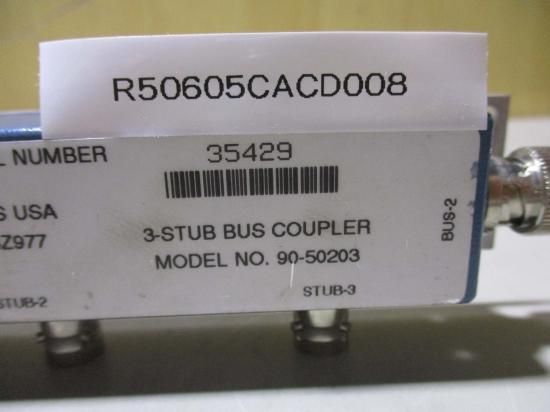 R50605CACD008
L NUMBER 35429
S USA
Z977
3-STUB BUS COUPLER
MODEL NO. 90-50203
BUS-2
STUB-2
STUB-3